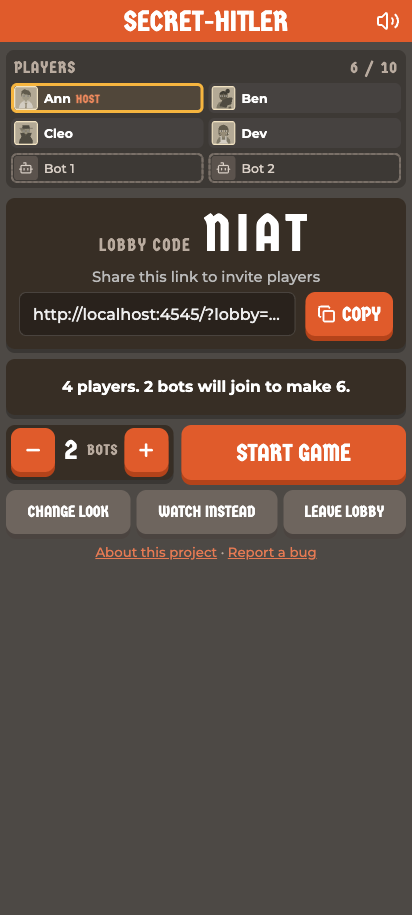 SECRET-HITLER
PLAYERS 6 / 10
Ann HOST Ben
Cleo Dev
Bot 1 Bot 2
LOBBY CODE NIAT
Share this link to invite players
http://localhost:4545/?lobby=... COPY
4 players. 2 bots will join to make 6.
− 2 BOTS + START GAME
CHANGE LOOK WATCH INSTEAD LEAVE LOBBY
About this project · Report a bug